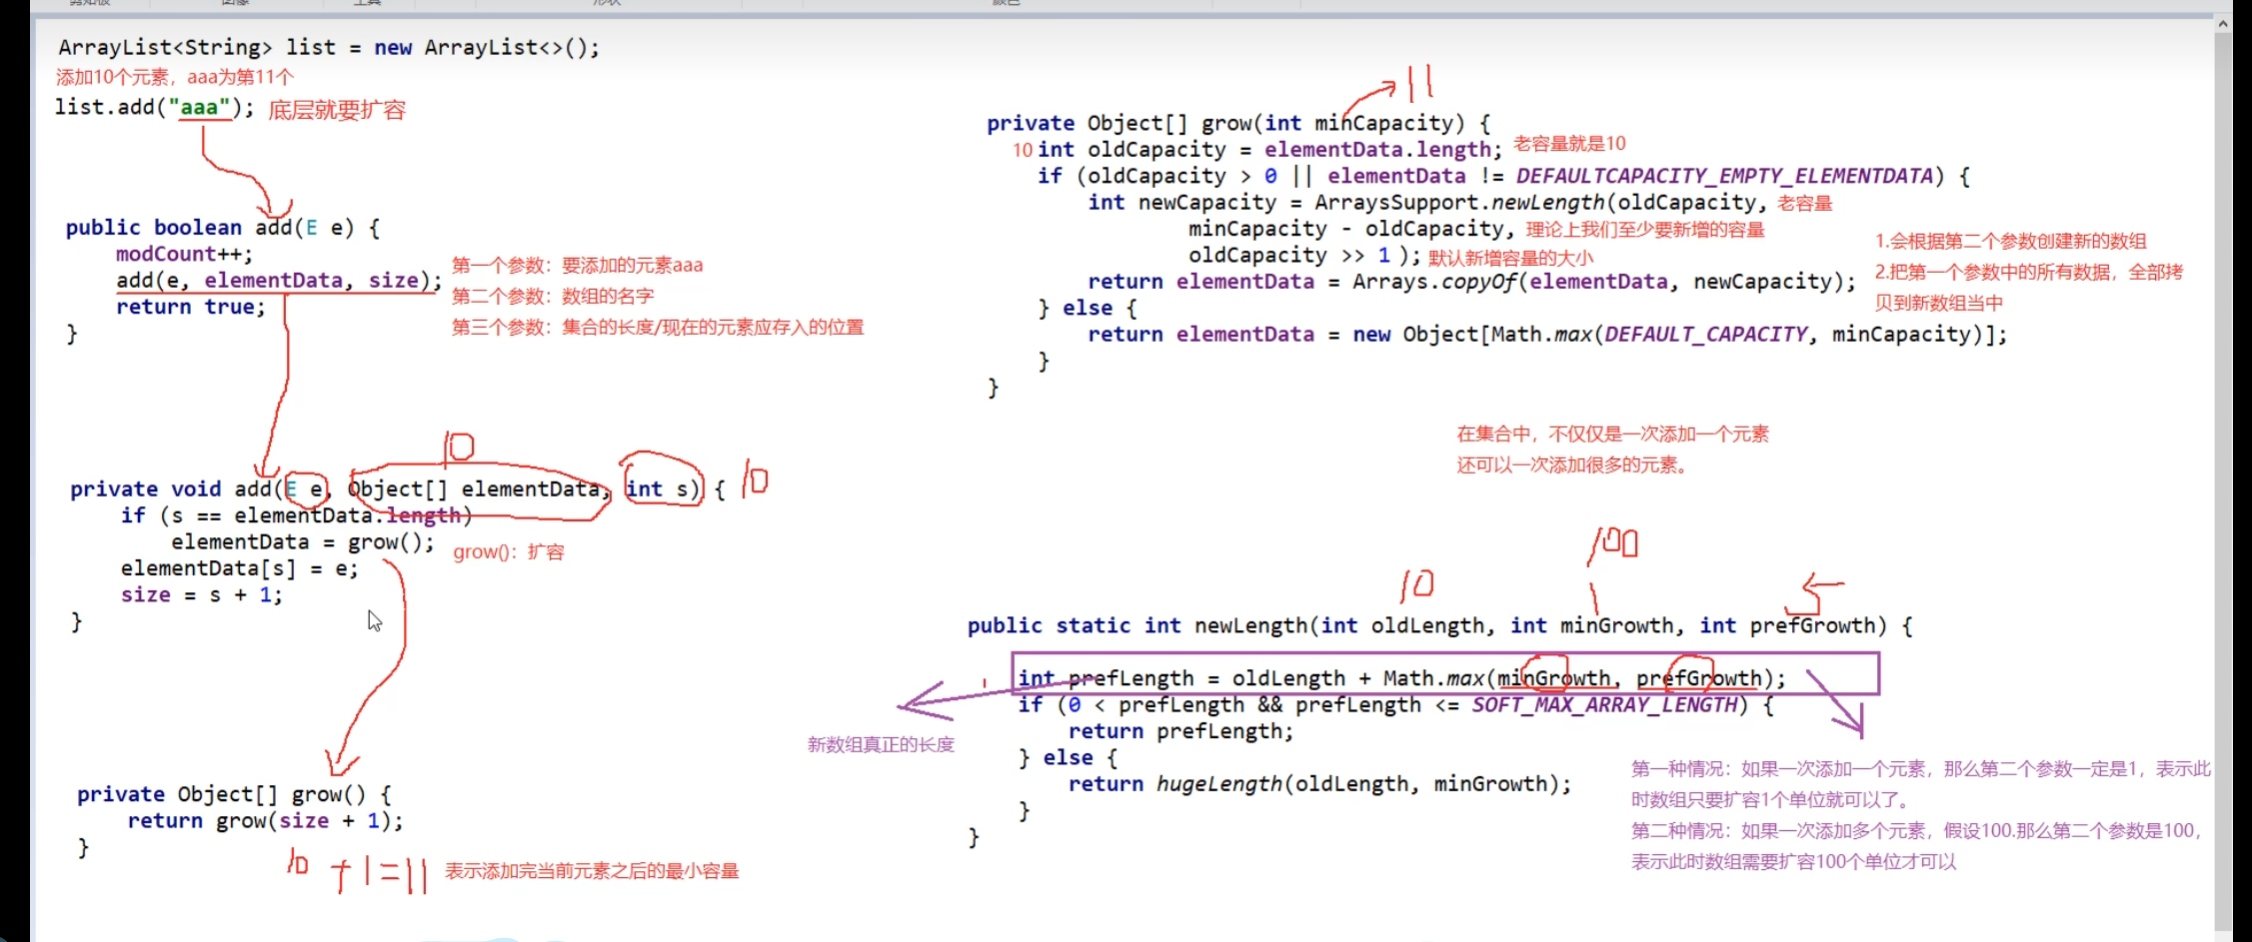 剪贴板 图像 工具 形状 颜色
ArrayList<String> list = new ArrayList<>();
添加10个元素，aaa为第11个
list.add("aaa"); 底层就要扩容
public boolean add(E e) {
modCount++;
add(e, elementData, size);
return true;
}
第一个参数：要添加的元素aaa
第二个参数：数组的名字
第三个参数：集合的长度/现在的元素应存入的位置
10
private void add(E e, Object[] elementData, int s) { 10
if (s == elementData.length)
elementData = grow(); grow()：扩容
elementData[s] = e;
size = s + 1;
}
private Object[] grow() {
return grow(size + 1);
}
10 + 1 = 11 表示添加完当前元素之后的最小容量
11
private Object[] grow(int minCapacity) {
10 int oldCapacity = elementData.length; 老容量就是10
if (oldCapacity > 0 || elementData != DEFAULTCAPACITY_EMPTY_ELEMENTDATA) {
int newCapacity = ArraysSupport.newLength(oldCapacity, 老容量
minCapacity - oldCapacity, 理论上我们至少要新增的容量
oldCapacity >> 1 ); 默认新增容量的大小
return elementData = Arrays.copyOf(elementData, newCapacity);
} else {
return elementData = new Object[Math.max(DEFAULT_CAPACITY, minCapacity)];
}
}
1.会根据第二个参数创建新的数组
2.把第一个参数中的所有数据，全部拷
贝到新数组当中
在集合中，不仅仅是一次添加一个元素
还可以一次添加很多的元素。
10 100 5
public static int newLength(int oldLength, int minGrowth, int prefGrowth) {
int prefLength = oldLength + Math.max(minGrowth, prefGrowth);
if (0 < prefLength && prefLength <= SOFT_MAX_ARRAY_LENGTH) {
return prefLength;
} else {
return hugeLength(oldLength, minGrowth);
}
}
新数组真正的长度
第一种情况：如果一次添加一个元素，那么第二个参数一定是1，表示此
时数组只要扩容1个单位就可以了。
第二种情况：如果一次添加多个元素，假设100.那么第二个参数是100，
表示此时数组需要扩容100个单位才可以